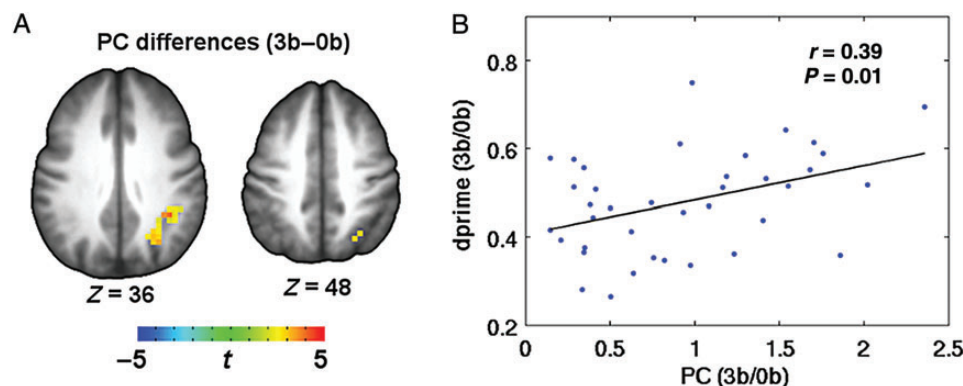 A
PC differences (3b–0b)
Z = 36
Z = 48
–5
t
5
B
r = 0.39
P = 0.01
dprime (3b/0b)
0.8
0.6
0.4
0.2
0
0.5
1
1.5
2
2.5
PC (3b/0b)